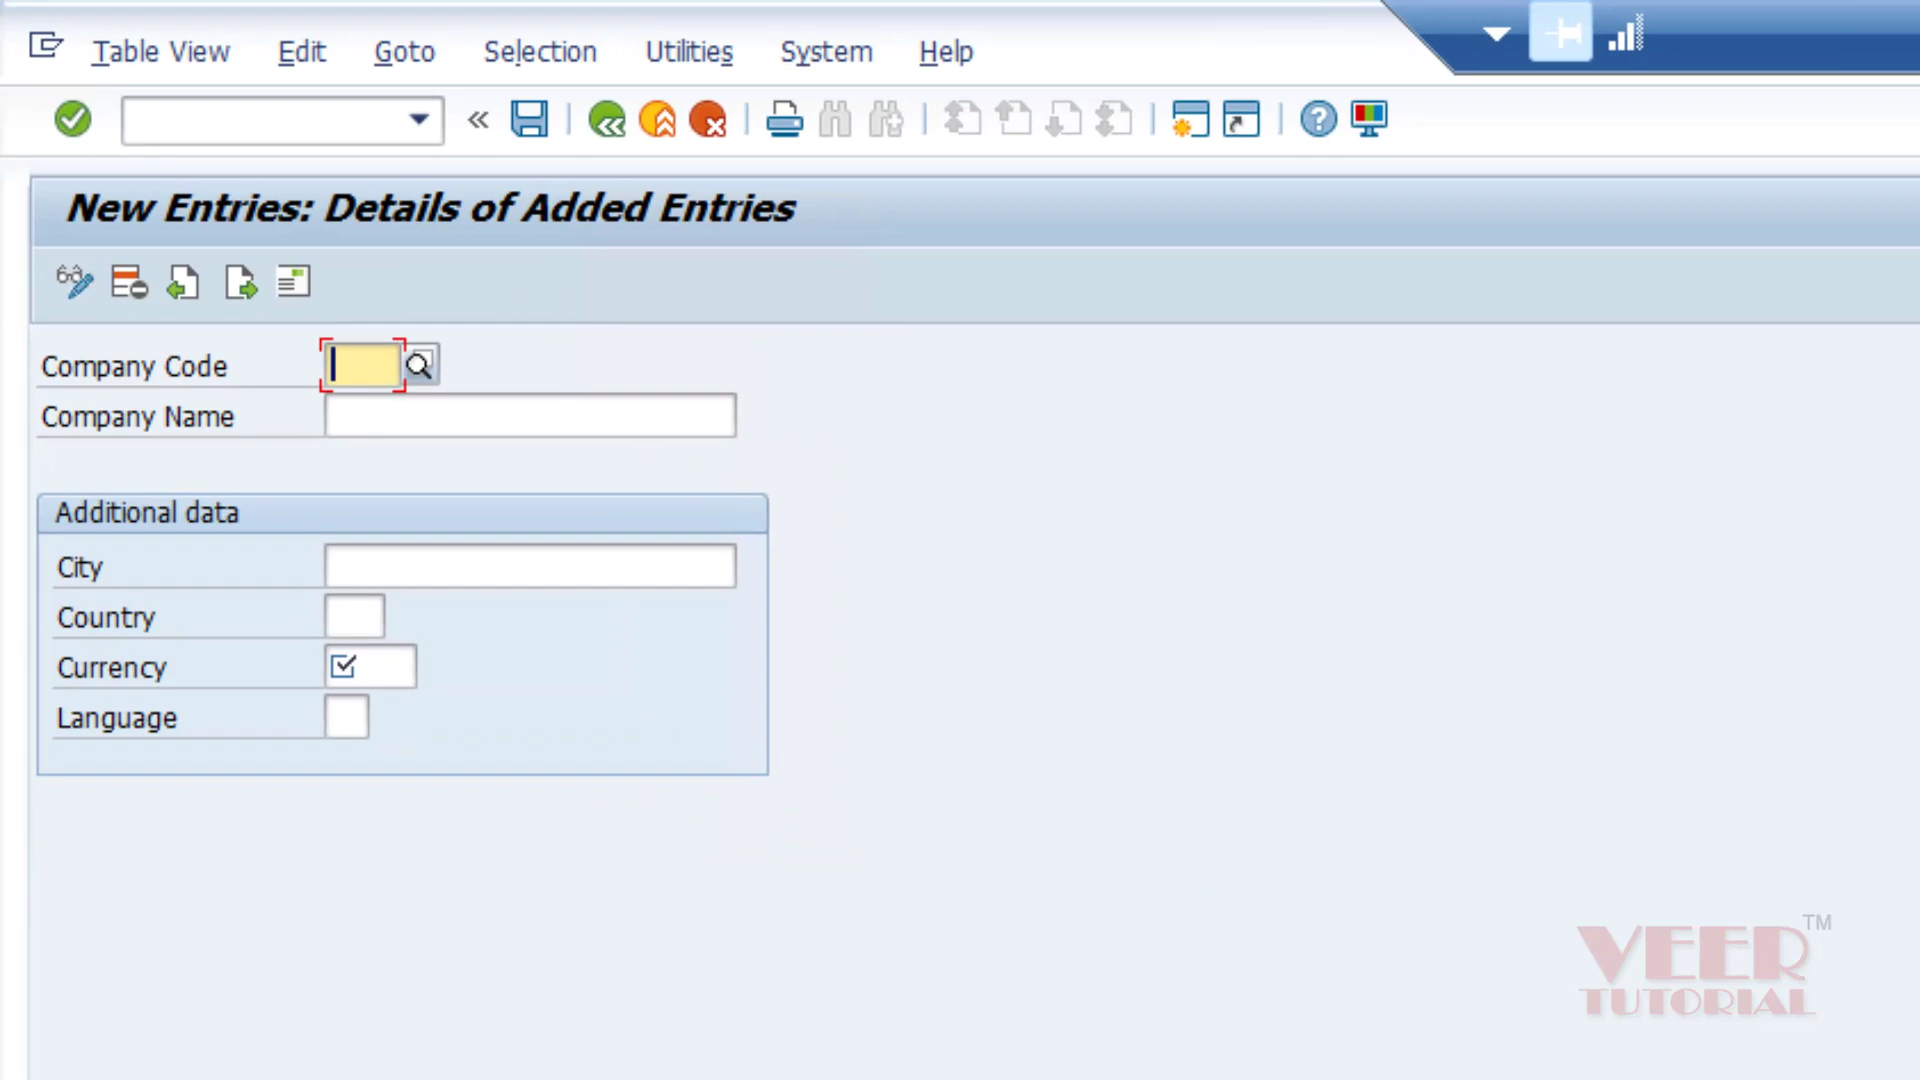 Table View Edit Goto Selection Utilities System Help
New Entries: Details of Added Entries
Company Code
Company Name
Additional data
City
Country
Currency
Language
VEER TM
TUTORIAL